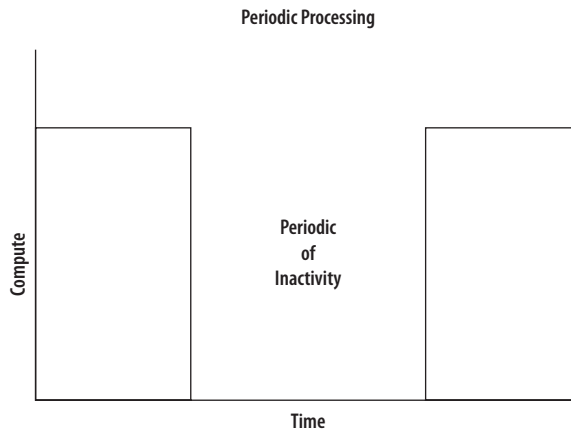 Periodic Processing
Compute
Periodic
of
Inactivity
Time